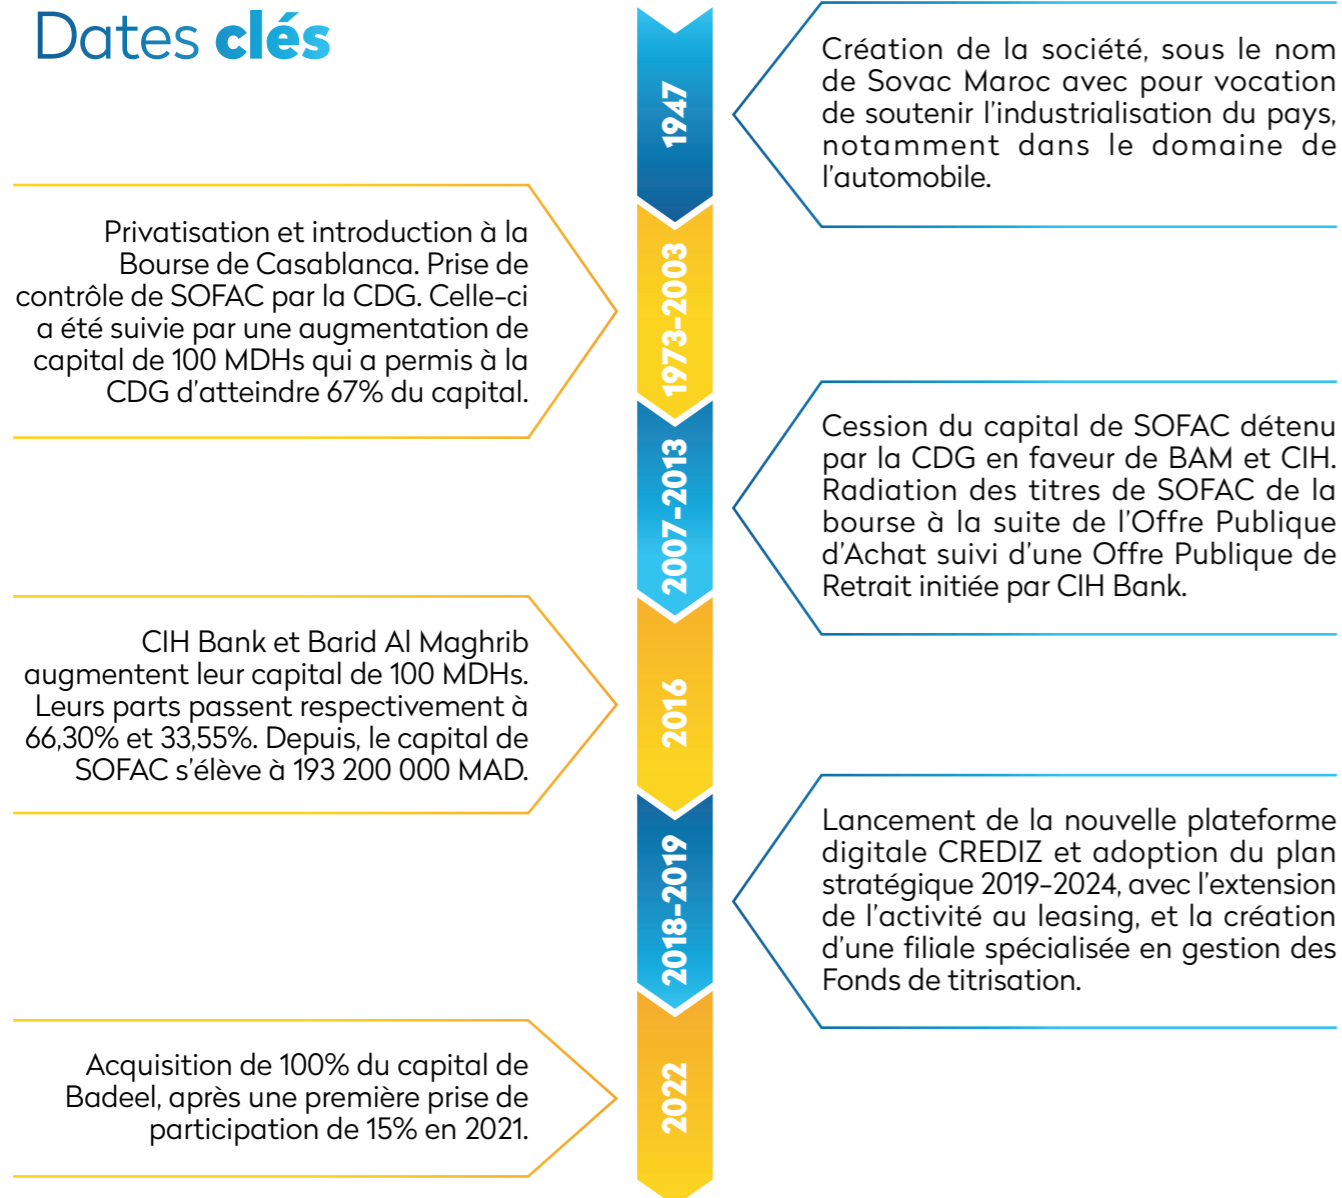 Dates clés
1947
Création de la société, sous le nom
de Sovac Maroc avec pour vocation
de soutenir l'industrialisation du pays,
notamment dans le domaine de
l'automobile.
1973-2003
Privatisation et introduction à la
Bourse de Casablanca. Prise de
contrôle de SOFAC par la CDG. Celle-ci
a été suivie par une augmentation de
capital de 100 MDHs qui a permis à la
CDG d'atteindre 67% du capital.
2007-2013
Cession du capital de SOFAC détenu
par la CDG en faveur de BAM et CIH.
Radiation des titres de SOFAC de la
bourse à la suite de l'Offre Publique
d'Achat suivi d'une Offre Publique de
Retrait initiée par CIH Bank.
2016
CIH Bank et Barid Al Maghrib
augmentent leur capital de 100 MDHs.
Leurs parts passent respectivement à
66,30% et 33,55%. Depuis, le capital de
SOFAC s'élève à 193 200 000 MAD.
2018-2019
Lancement de la nouvelle plateforme
digitale CREDIZ et adoption du plan
stratégique 2019-2024, avec l'extension
de l'activité au leasing, et la création
d'une filiale spécialisée en gestion des
Fonds de titrisation.
2022
Acquisition de 100% du capital de
Badeel, après une première prise de
participation de 15% en 2021.